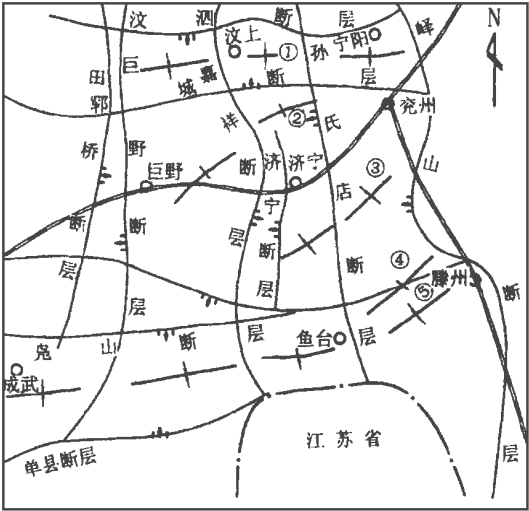 汶泗断层
N
汶上
①
宁阳
郓城断层
田桥断层
巨野断层
嘉祥断层
孙氏店断层
峄山断层
②
兖州
巨野
济宁
济宁断层
③
④
滕州
⑤
凫山断层
鱼台
成武
单县断层
江苏省